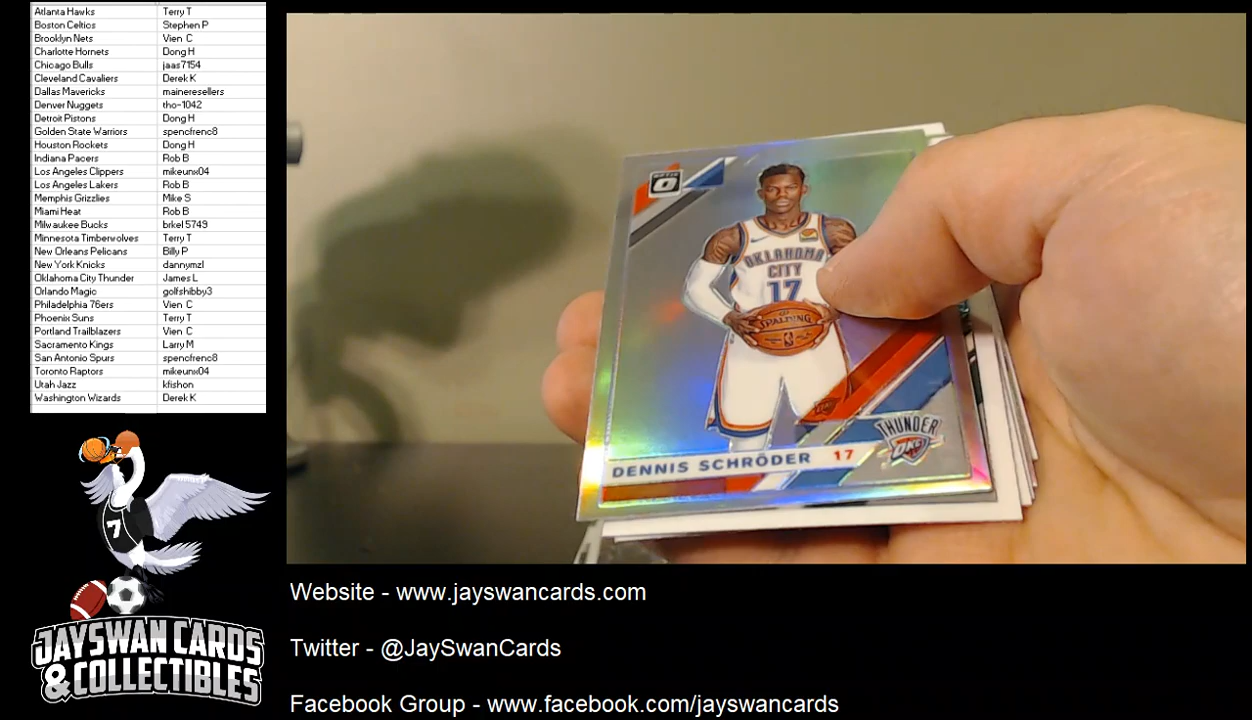 Atlanta Hawks Terry T
Boston Celtics Stephen P
Brooklyn Nets Vien C
Charlotte Hornets Dong H
Chicago Bulls jaas7154
Cleveland Cavaliers Derek K
Dallas Mavericks maineresellers
Denver Nuggets tho-1042
Detroit Pistons Dong H
Golden State Warriors spencfrenc8
Houston Rockets Dong H
Indiana Pacers Rob B
Los Angeles Clippers mikeunx04
Los Angeles Lakers Rob B
Memphis Grizzlies Mike S
Miami Heat Rob B
Milwaukee Bucks brkel5749
Minnesota Timberwolves Terry T
New Orleans Pelicans Billy P
New York Knicks dannymzl
Oklahoma City Thunder James L
Orlando Magic golfshibby3
Philadelphia 76ers Vien C
Phoenix Suns Terry T
Portland Trailblazers Vien C
Sacramento Kings Larry M
San Antonio Spurs spencfrenc8
Toronto Raptors mikeunx04
Utah Jazz kfishon
Washington Wizards Derek K
OPTIC
OKLAHOMA
CITY
17
SPALDING
THUNDER
OKC
DENNIS SCHRÖDER 17
7
JAYSWAN CARDS
& COLLECTIBLES
Website - www.jayswancards.com
Twitter - @JaySwanCards
Facebook Group - www.facebook.com/jayswancards